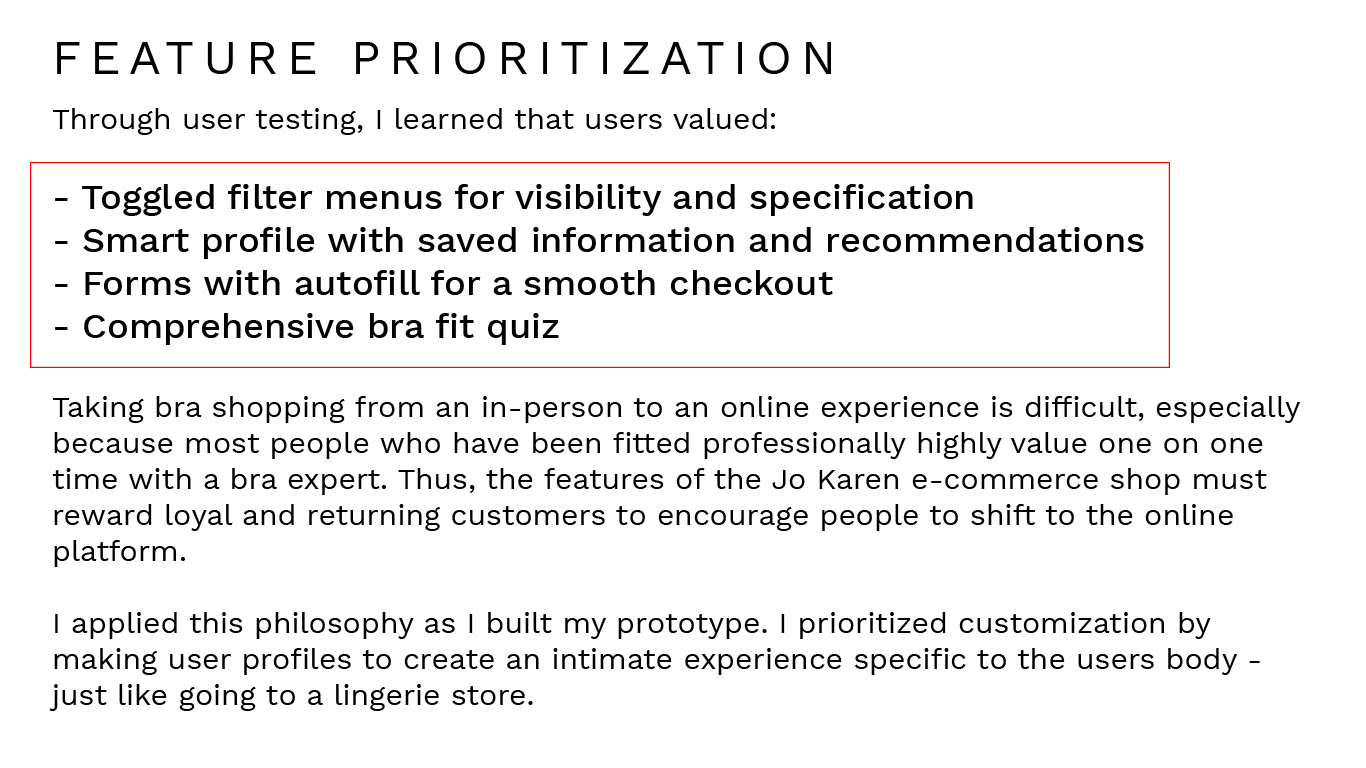 FEATURE PRIORITIZATION
Through user testing, I learned that users valued:
- Toggled filter menus for visibility and specification
- Smart profile with saved information and recommendations
- Forms with autofill for a smooth checkout
- Comprehensive bra fit quiz
Taking bra shopping from an in-person to an online experience is difficult, especially
because most people who have been fitted professionally highly value one on one
time with a bra expert. Thus, the features of the Jo Karen e-commerce shop must
reward loyal and returning customers to encourage people to shift to the online
platform.
I applied this philosophy as I built my prototype. I prioritized customization by
making user profiles to create an intimate experience specific to the users body -
just like going to a lingerie store.